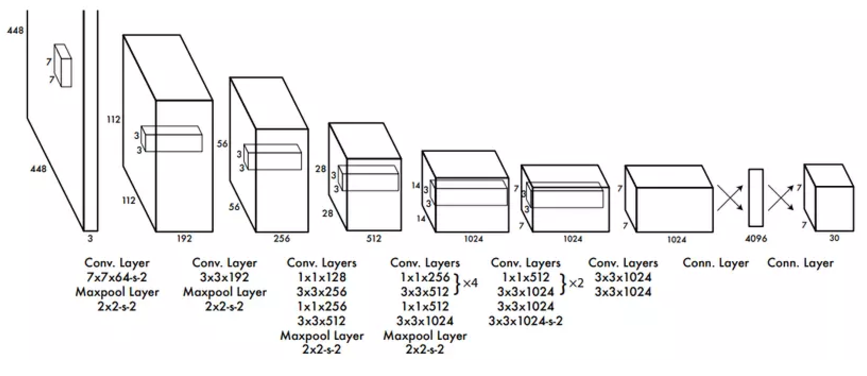 448
7
7
448
3
112
3
3
112
192
56
3
3
56
256
28
3
3
28
512
14
3
3
14
1024
7
3
3
7
1024
7
7
1024
4096
7
7
30
Conv. Layer
7x7x64-s-2
Maxpool Layer
2x2-s-2
Conv. Layer
3x3x192
Maxpool Layer
2x2-s-2
Conv. Layers
1x1x128
3x3x256
1x1x256
3x3x512
Maxpool Layer
2x2-s-2
Conv. Layers
1x1x256
3x3x512 }×4
1x1x512
3x3x1024
Maxpool Layer
2x2-s-2
Conv. Layers
1x1x512
3x3x1024 }×2
3x3x1024
3x3x1024-s-2
Conv. Layers
3x3x1024
3x3x1024
Conn. Layer
Conn. Layer